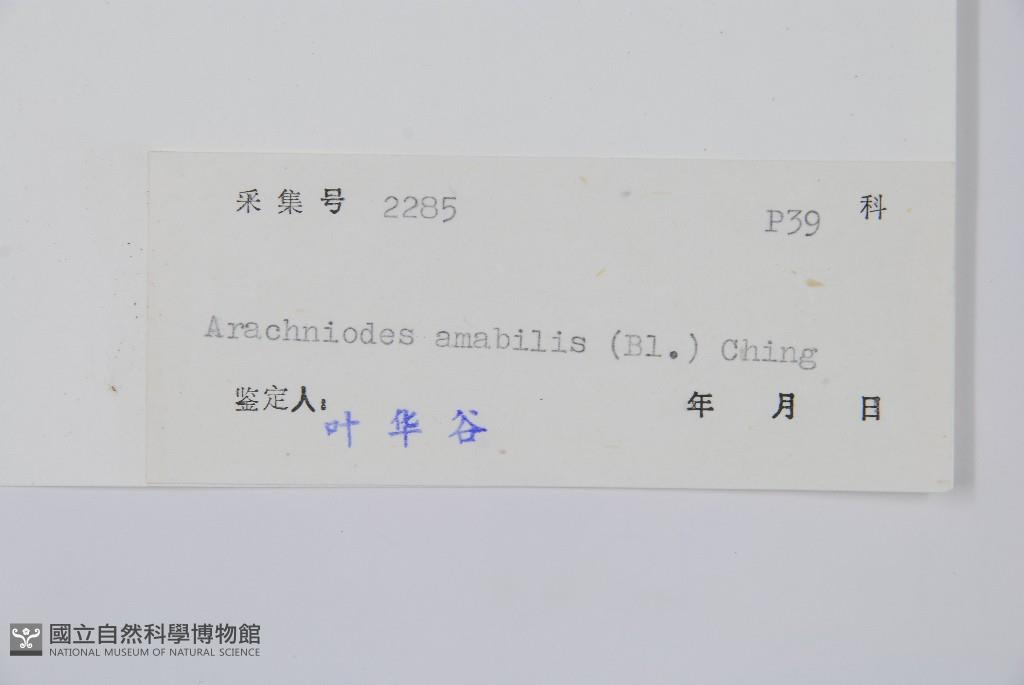 采集号 2285 P39 科
Arachniodes amabilis (Bl.) Ching
鉴定人: 叶华谷 年 月 日
國立自然科學博物館
NATIONAL MUSEUM OF NATURAL SCIENCE